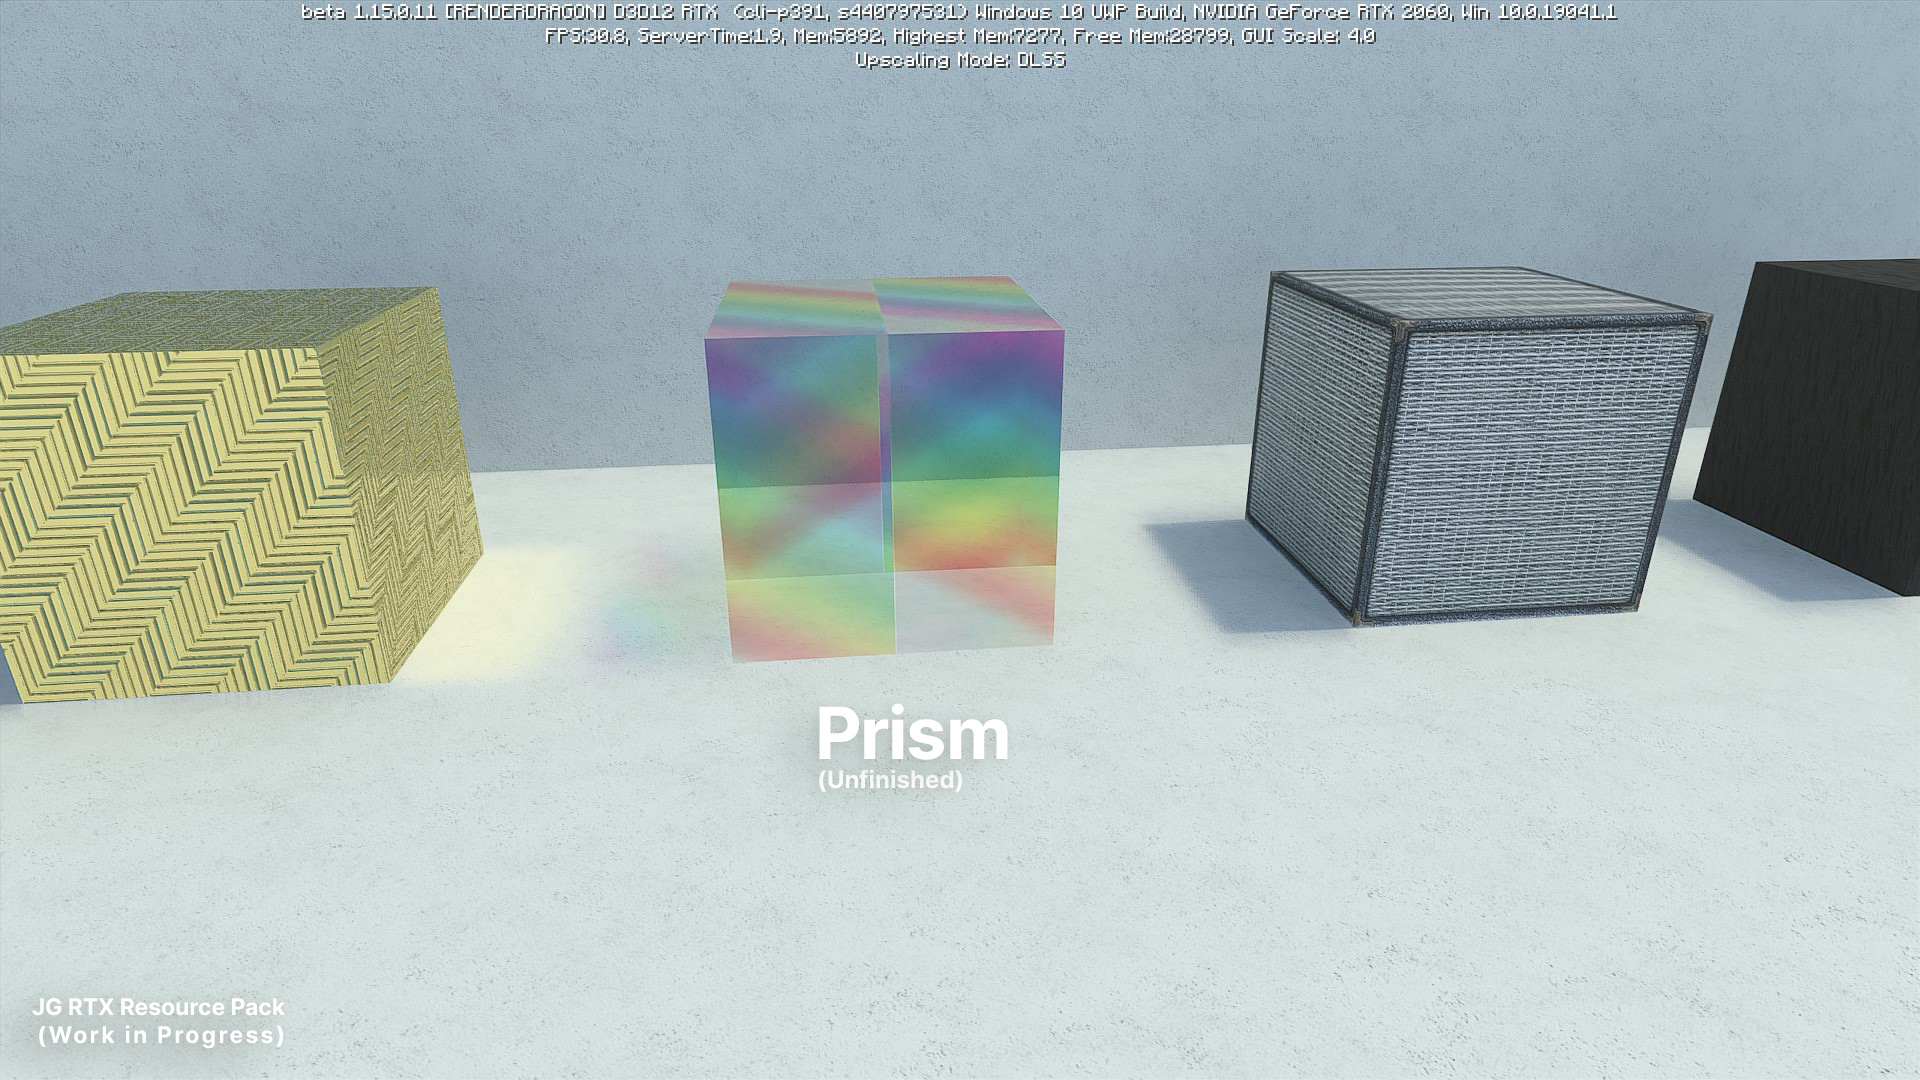 beta 1.15.0.11 [RENDERDRAGON] D3D12 RTX (cli-p391, s440797531) Windows 10 UWP Build, NVIDIA GeForce RTX 2060, Win 10.0.19041.1
FPS:30.8, ServerTime:1.9, Mem:5892, Highest Mem:7277, Free Mem:28799, GUI Scale: 4.0
Upscaling Mode: DLSS
Prism
(Unfinished)
JG RTX Resource Pack
(Work in Progress)